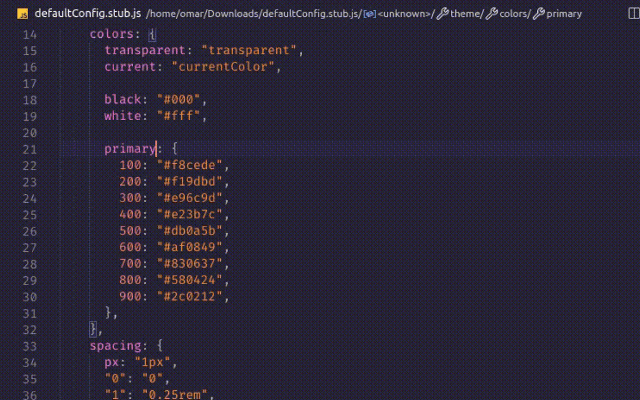 JS defaultConfig.stub.js /home/omar/Downloads/defaultConfig.stub.js/<unknown>/theme/colors/primary
14 colors: {
15 transparent: "transparent",
16 current: "currentColor",
17
18 black: "#000",
19 white: "#fff",
20
21 primary: {
22 100: "#f8cede",
23 200: "#f19dbd",
24 300: "#e96c9d",
25 400: "#e23b7c",
26 500: "#db0a5b",
27 600: "#af0849",
28 700: "#830637",
29 800: "#580424",
30 900: "#2c0212",
31 },
32 },
33 spacing: {
34 px: "1px",
35 "0": "0",
36 "1": "0.25rem",